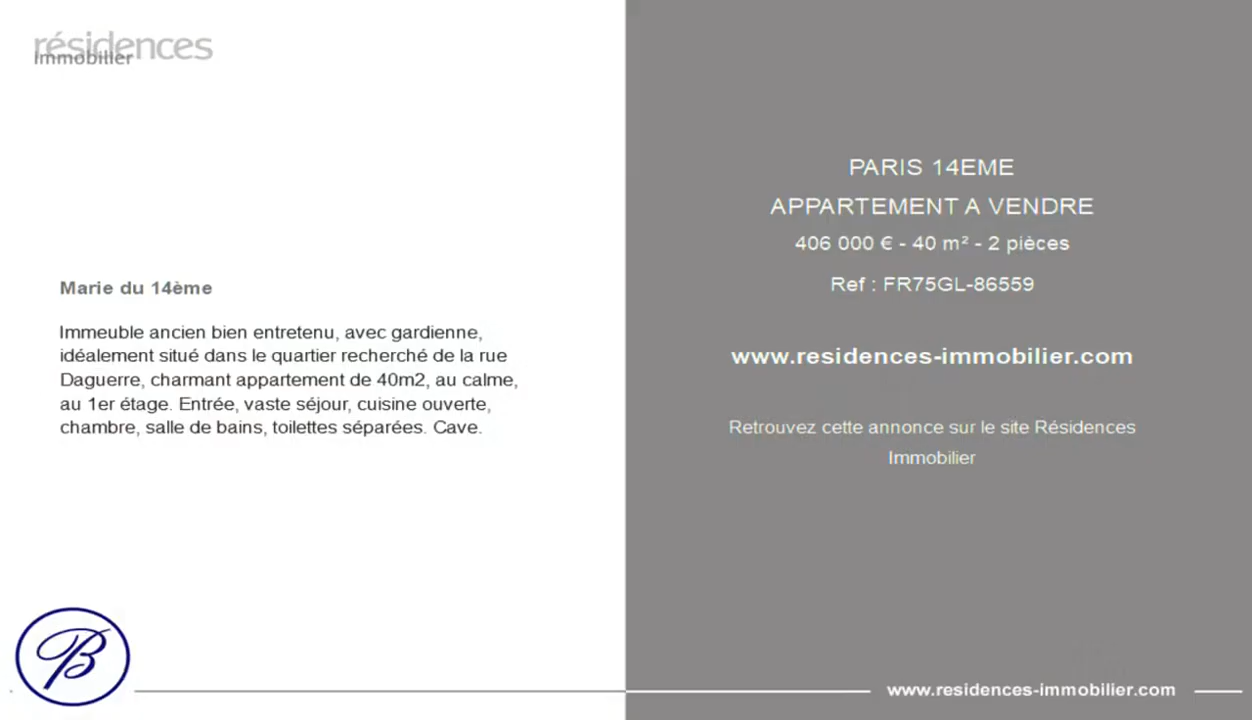 résidences
Immobilier
Marie du 14ème
Immeuble ancien bien entretenu, avec gardienne,
idéalement situé dans le quartier recherché de la rue
Daguerre, charmant appartement de 40m2, au calme,
au 1er étage. Entrée, vaste séjour, cuisine ouverte,
chambre, salle de bains, toilettes séparées. Cave.
B
PARIS 14EME
APPARTEMENT A VENDRE
406 000 € - 40 m² - 2 pièces
Ref : FR75GL-86559
www.residences-immobilier.com
Retrouvez cette annonce sur le site Résidences
Immobilier
www.residences-immobilier.com